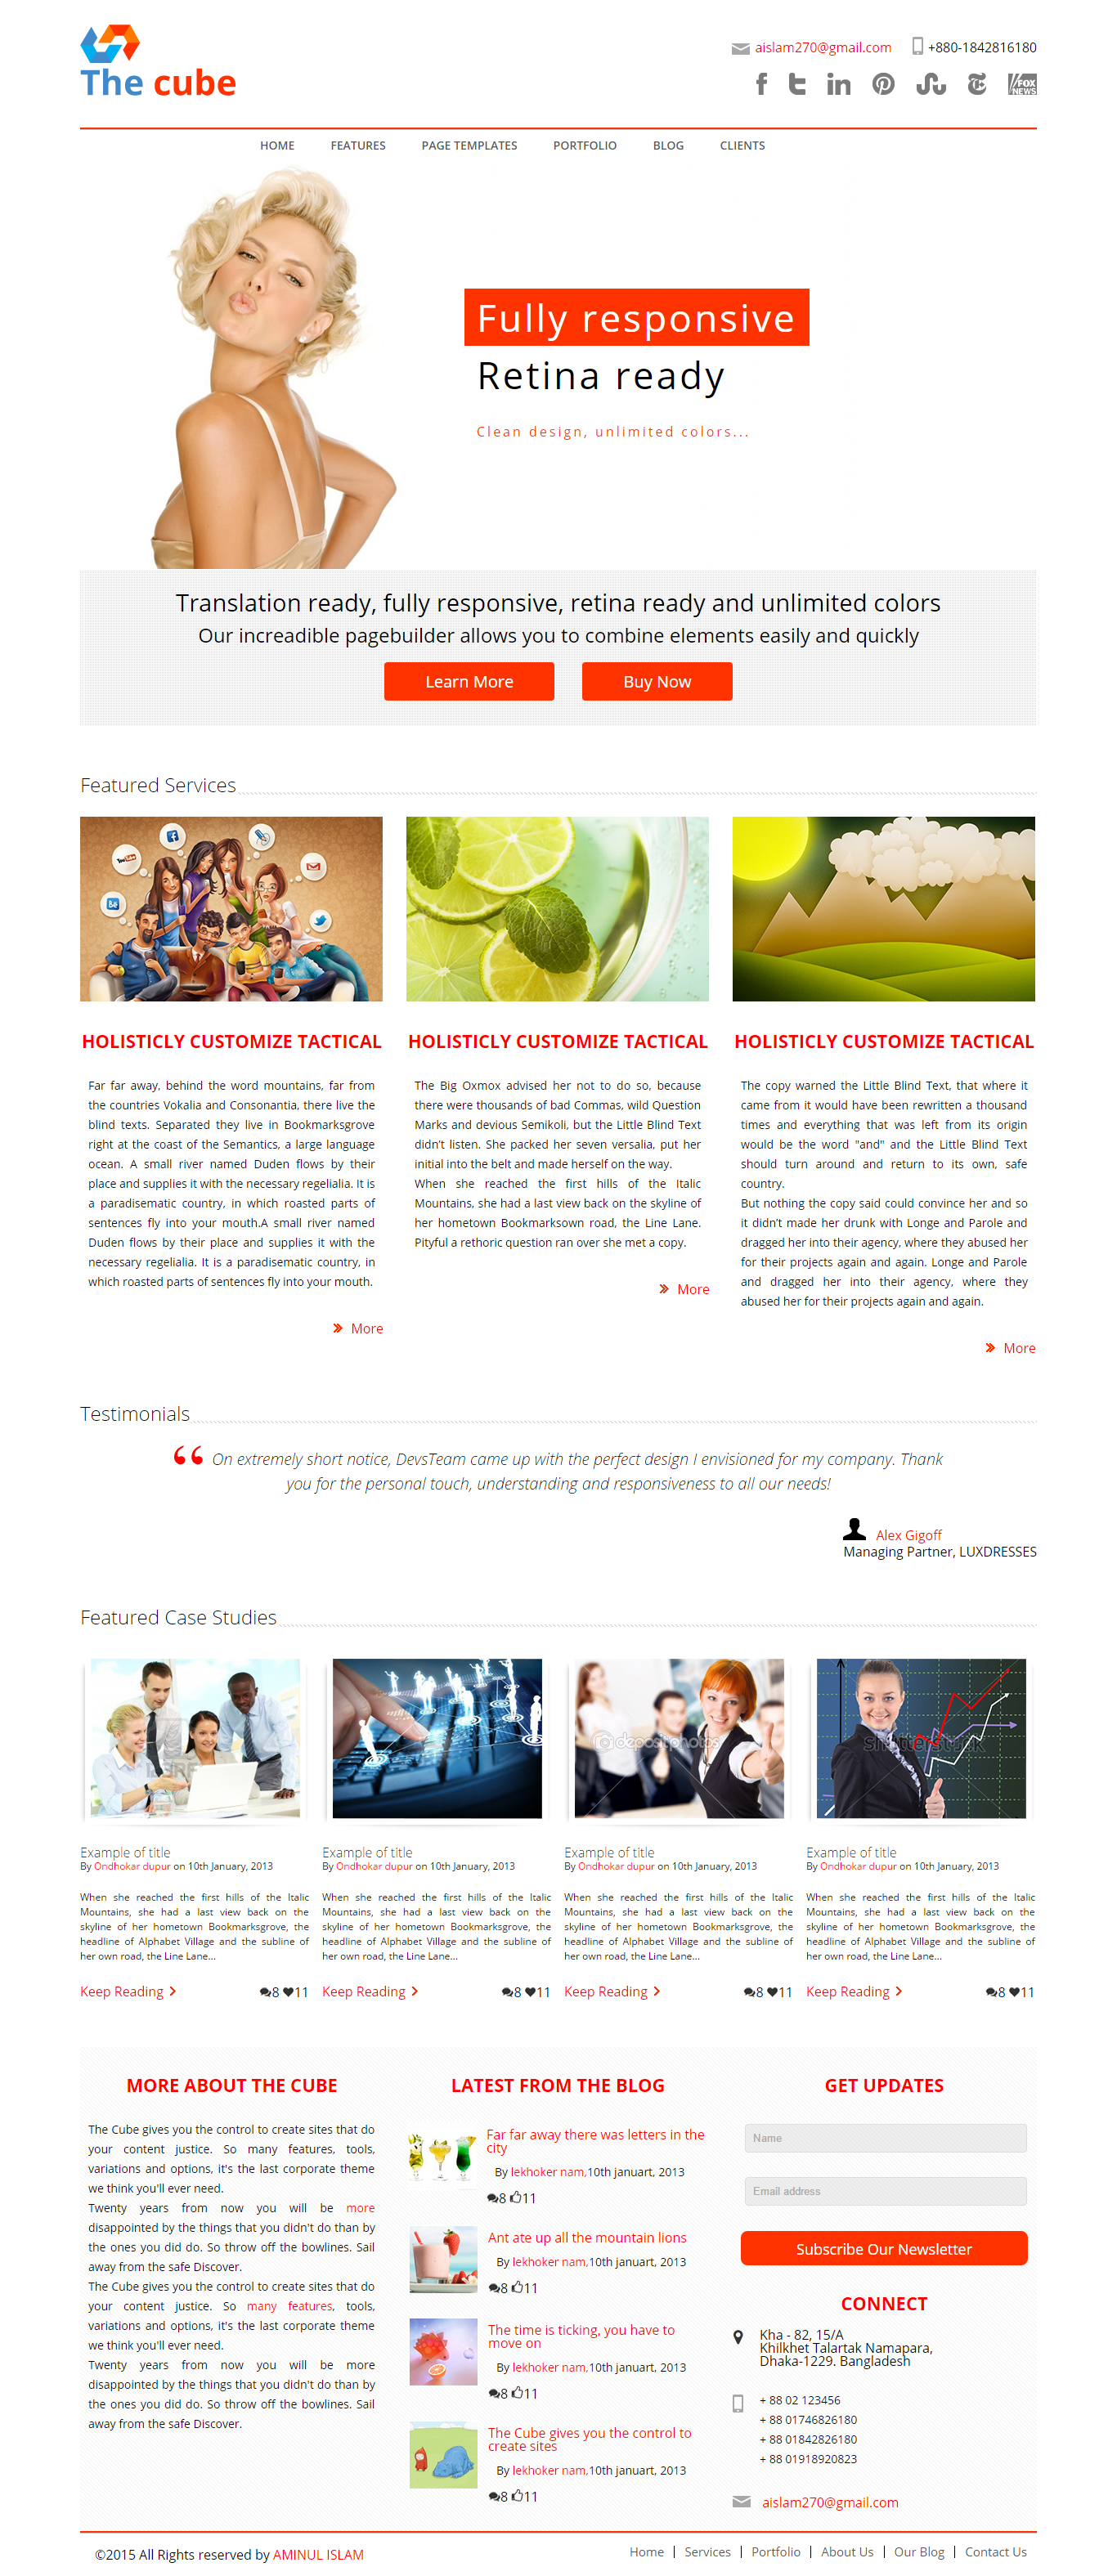 The cube
aislam270@gmail.com +880-1842816180
FOX
NEWS
HOME FEATURES PAGE TEMPLATES PORTFOLIO BLOG CLIENTS
Fully responsive
Retina ready
Clean design, unlimited colors...
Translation ready, fully responsive, retina ready and unlimited colors
Our increadible pagebuilder allows you to combine elements easily and quickly
Learn More Buy Now
Featured Services
YouTube
HOLISTICLY CUSTOMIZE TACTICAL
Far far away, behind the word mountains, far from
the countries Vokalia and Consonantia, there live the
blind texts. Separated they live in Bookmarksgrove
right at the coast of the Semantics, a large language
ocean. A small river named Duden flows by their
place and supplies it with the necessary regelialia. It is
a paradisematic country, in which roasted parts of
sentences fly into your mouth.A small river named
Duden flows by their place and supplies it with the
necessary regelialia. It is a paradisematic country, in
which roasted parts of sentences fly into your mouth.
More
HOLISTICLY CUSTOMIZE TACTICAL
The Big Oxmox advised her not to do so, because
there were thousands of bad Commas, wild Question
Marks and devious Semikoli, but the Little Blind Text
didn't listen. She packed her seven versalia, put her
initial into the belt and made herself on the way.
When she reached the first hills of the Italic
Mountains, she had a last view back on the skyline of
her hometown Bookmarksown road, the Line Lane.
Pityful a rethoric question ran over she met a copy.
More
HOLISTICLY CUSTOMIZE TACTICAL
The copy warned the Little Blind Text, that where it
came from it would have been rewritten a thousand
times and everything that was left from its origin
would be the word "and" and the Little Blind Text
should turn around and return to its own, safe
country.
But nothing the copy said could convince her and so
it didn't made her drunk with Longe and Parole and
dragged her into their agency, where they abused her
for their projects again and again. Longe and Parole
and dragged her into their agency, where they
abused her for their projects again and again.
More
Testimonials
On extremely short notice, DevsTeam came up with the perfect design I envisioned for my company. Thank
you for the personal touch, understanding and responsiveness to all our needs!
Alex Gigoff
Managing Partner, LUXDRESSES
Featured Case Studies
depositphotos
shutterstock
Example of title
By Ondhokar dupur on 10th January, 2013
When she reached the first hills of the Italic
Mountains, she had a last view back on the
skyline of her hometown Bookmarksgrove, the
headline of Alphabet Village and the subline of
her own road, the Line Lane...
Keep Reading 8 11
Example of title
By Ondhokar dupur on 10th January, 2013
When she reached the first hills of the Italic
Mountains, she had a last view back on the
skyline of her hometown Bookmarksgrove, the
headline of Alphabet Village and the subline of
her own road, the Line Lane...
Keep Reading 8 11
Example of title
By Ondhokar dupur on 10th January, 2013
When she reached the first hills of the Italic
Mountains, she had a last view back on the
skyline of her hometown Bookmarksgrove, the
headline of Alphabet Village and the subline of
her own road, the Line Lane...
Keep Reading 8 11
Example of title
By Ondhokar dupur on 10th January, 2013
When she reached the first hills of the Italic
Mountains, she had a last view back on the
skyline of her hometown Bookmarksgrove, the
headline of Alphabet Village and the subline of
her own road, the Line Lane...
Keep Reading 8 11
MORE ABOUT THE CUBE
The Cube gives you the control to create sites that do
your content justice. So many features, tools,
variations and options, it's the last corporate theme
we think you'll ever need.
Twenty years from now you will be more
disappointed by the things that you didn't do than by
the ones you did do. So throw off the bowlines. Sail
away from the safe Discover.
The Cube gives you the control to create sites that do
your content justice. So many features, tools,
variations and options, it's the last corporate theme
we think you'll ever need.
Twenty years from now you will be more
disappointed by the things that you didn't do than by
the ones you did do. So throw off the bowlines. Sail
away from the safe Discover.
LATEST FROM THE BLOG
Far far away there was letters in the
city
By lekhoker nam,10th januart, 2013
8 11
Ant ate up all the mountain lions
By lekhoker nam,10th januart, 2013
8 11
The time is ticking, you have to
move on
By lekhoker nam,10th januart, 2013
8 11
The Cube gives you the control to
create sites
By lekhoker nam,10th januart, 2013
8 11
GET UPDATES
Name
Email address
Subscribe Our Newsletter
CONNECT
Kha - 82, 15/A
Khilkhet Talartak Namapara,
Dhaka-1229. Bangladesh
+ 88 02 123456
+ 88 01746826180
+ 88 01842826180
+ 88 01918920823
aislam270@gmail.com
©2015 All Rights reserved by AMINUL ISLAM
Home | Services | Portfolio | About Us | Our Blog | Contact Us